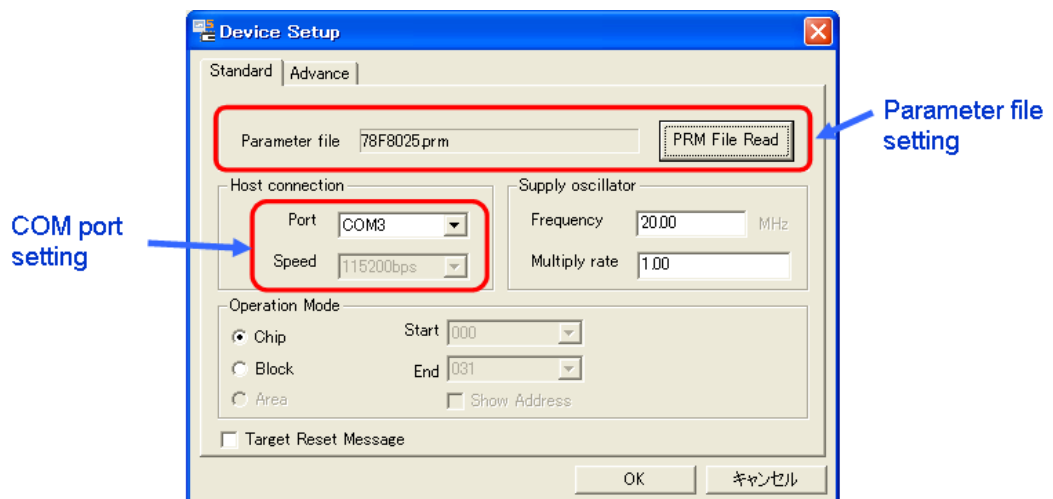 Device Setup
Standard
Advance
Parameter file
78F8025.prm
PRM File Read
Parameter file
setting
Host connection
Port
COM3
Speed
115200bps
Supply oscillator
Frequency
20.00
MHz
Multiply rate
1.00
COM port
setting
Operation Mode
Chip
Start
000
Block
End
031
Area
Show Address
Target Reset Message
OK
キャンセル